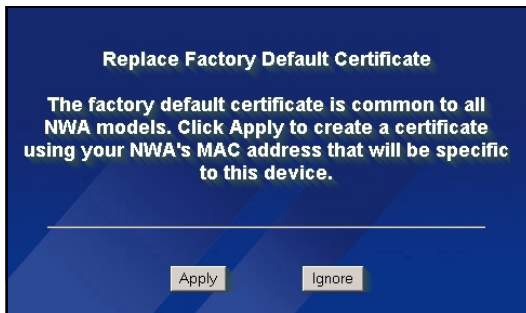 Replace Factory Default Certificate
The factory default certificate is common to all
NWA models. Click Apply to create a certificate
using your NWA's MAC address that will be specific
to this device.
Apply
Ignore